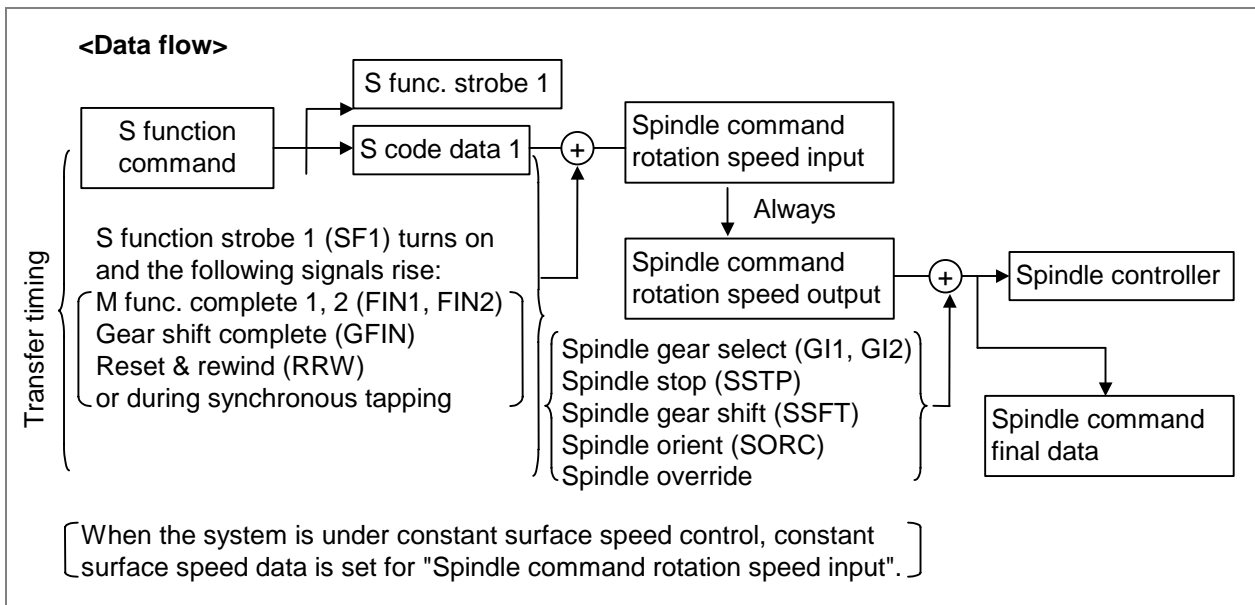 <Data flow>
S func. strobe 1
S function
command
S code data 1
+
Spindle command
rotation speed input
Always
Transfer timing
S function strobe 1 (SF1) turns on
and the following signals rise:
M func. complete 1, 2 (FIN1, FIN2)
Gear shift complete (GFIN)
Reset & rewind (RRW)
or during synchronous tapping
Spindle command
rotation speed output
+
Spindle controller
Spindle gear select (GI1, GI2)
Spindle stop (SSTP)
Spindle gear shift (SSFT)
Spindle orient (SORC)
Spindle override
Spindle command
final data
When the system is under constant surface speed control, constant
surface speed data is set for "Spindle command rotation speed input".